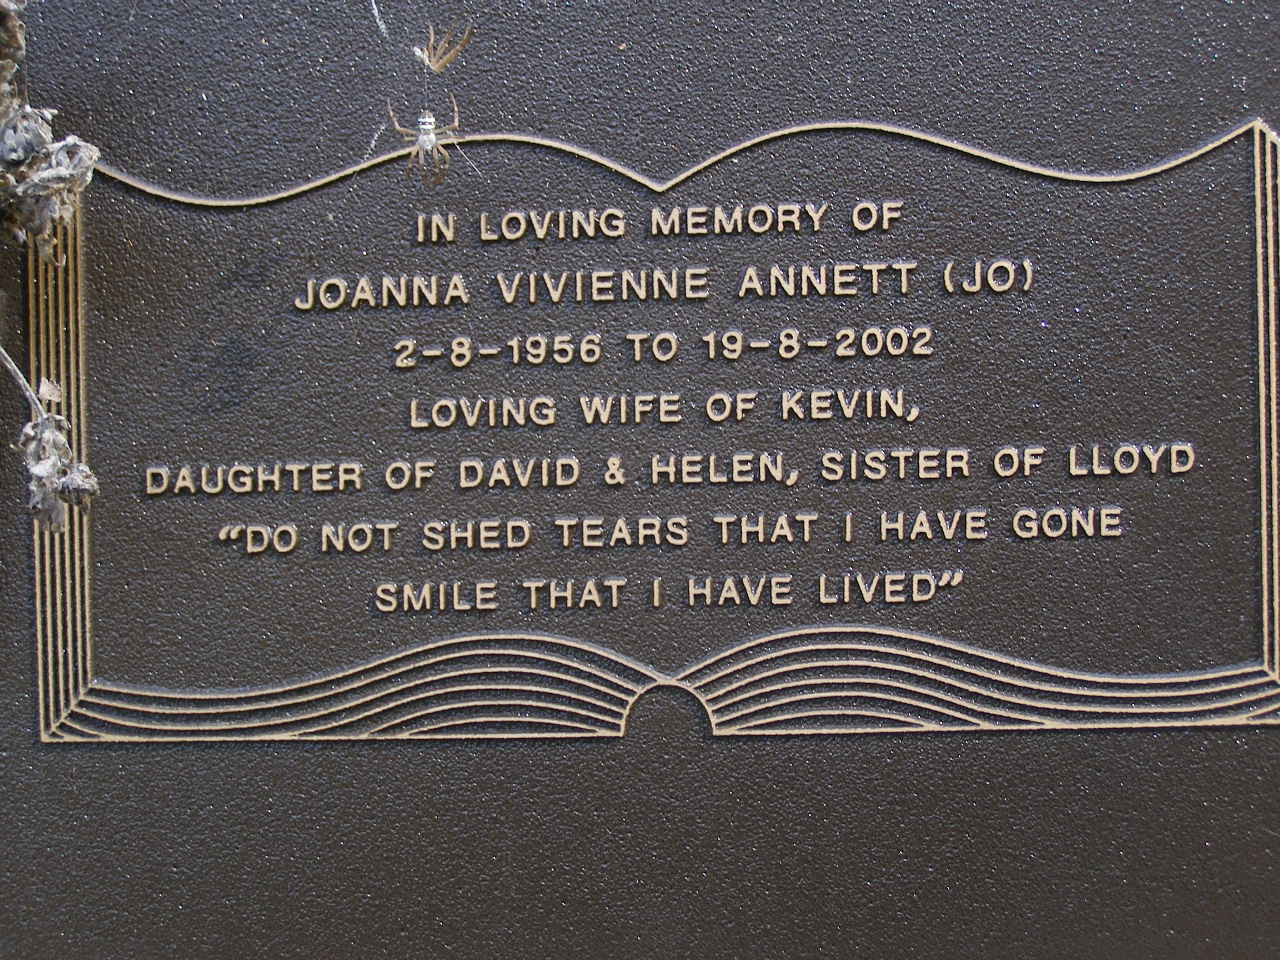 IN LOVING MEMORY OF
JOANNA VIVIENNE ANNETT (JO)
2-8-1956 TO 19-8-2002
LOVING WIFE OF KEVIN,
DAUGHTER OF DAVID & HELEN, SISTER OF LLOYD
“DO NOT SHED TEARS THAT I HAVE GONE
SMILE THAT I HAVE LIVED”